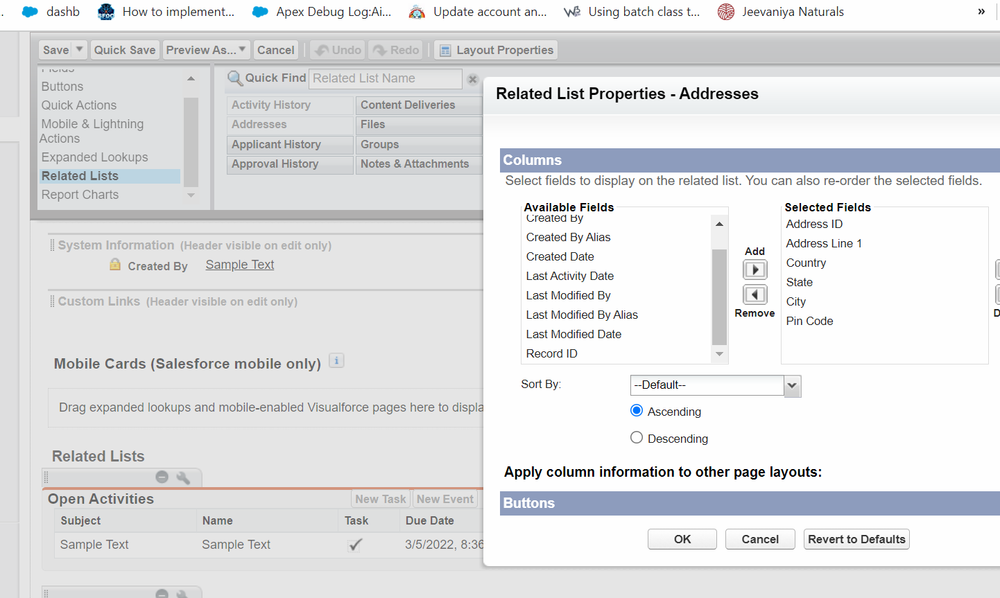 dashb How to implement... Apex Debug Log:Ai... Update account an... Using batch class t... Jeevaniya Naturals »
Save Quick Save Preview As... Cancel Undo Redo Layout Properties
Fields
Buttons
Quick Actions
Mobile & Lightning
Actions
Expanded Lookups
Related Lists
Report Charts
Quick Find Related List Name
Activity History Content Deliveries
Addresses Files
Applicant History Groups
Approval History Notes & Attachments
System Information (Header visible on edit only)
Created By Sample Text
Custom Links (Header visible on edit only)
Mobile Cards (Salesforce mobile only)
Drag expanded lookups and mobile-enabled Visualforce pages here to displa
Related Lists
Open Activities New Task New Event
Subject Name Task Due Date
Sample Text Sample Text 3/5/2022, 8:36
Related List Properties - Addresses
Columns
Select fields to display on the related list. You can also re-order the selected fields.
Available Fields
Created By
Created By Alias
Created Date
Last Activity Date
Last Modified By
Last Modified By Alias
Last Modified Date
Record ID
Add
Remove
Selected Fields
Address ID
Address Line 1
Country
State
City
Pin Code
D
Sort By: --Default--
Ascending
Descending
Apply column information to other page layouts:
Buttons
OK Cancel Revert to Defaults